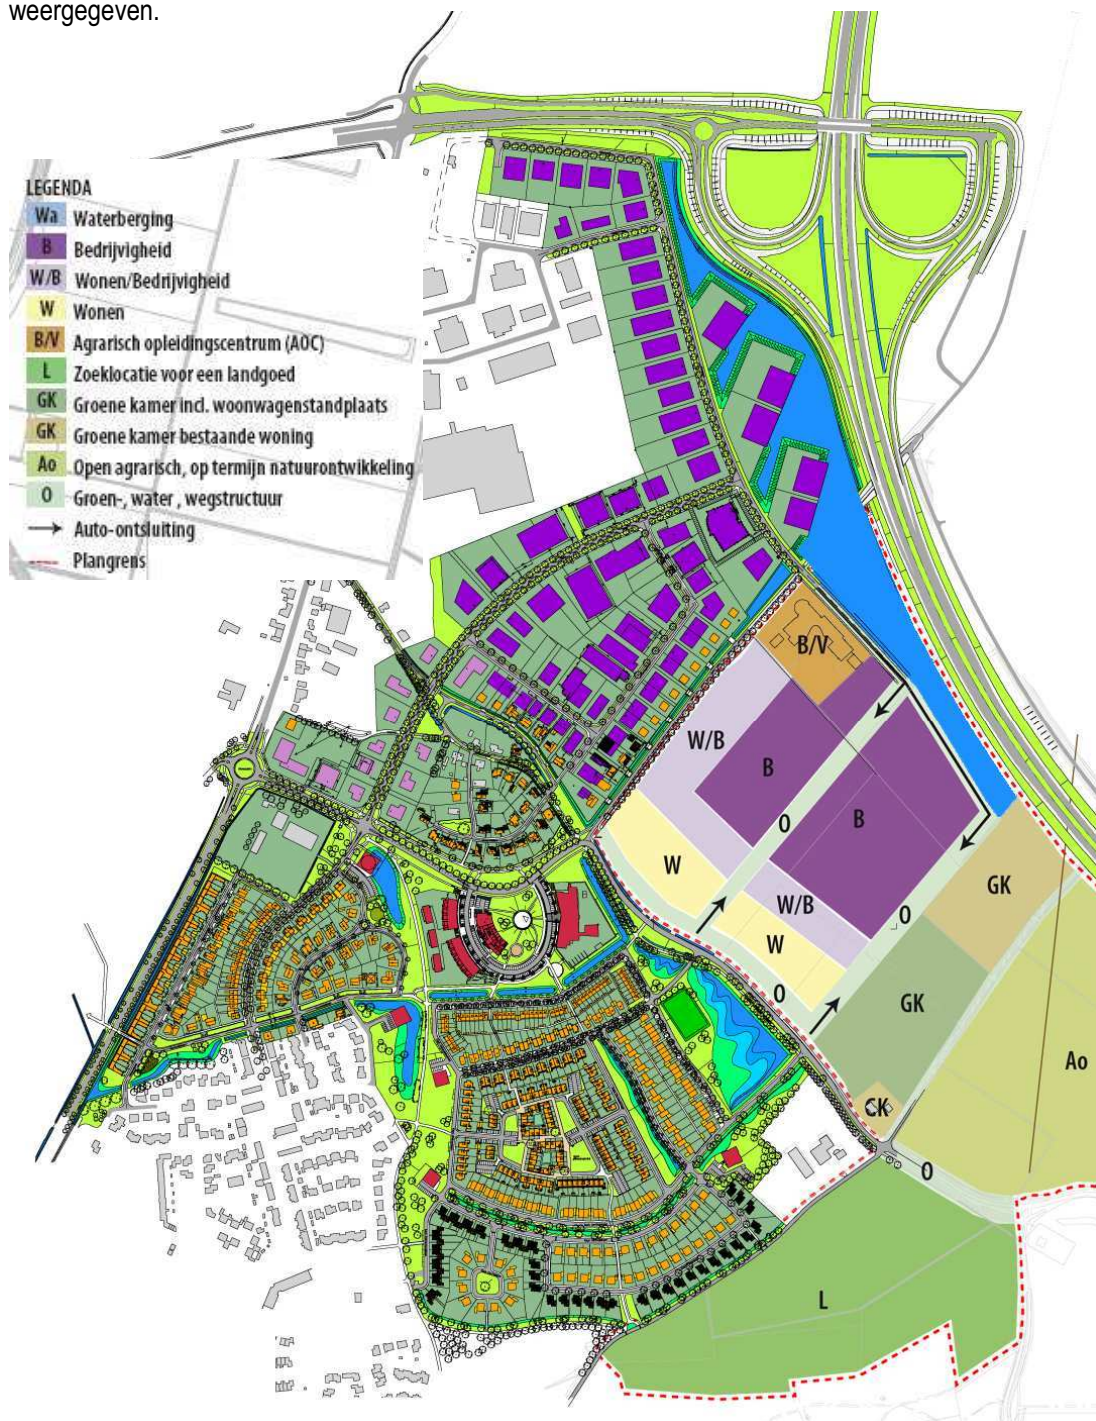 weergegeven.
LEGENDA
Wa Waterberging
B Bedrijvigheid
W/B Wonen/Bedrijvigheid
W Wonen
B/V Agrarisch opleidingscentrum (AOC)
L Zoeklocatie voor een landgoed
GK Groene kamer incl. woonwagenstandplaats
GK Groene kamer bestaande woning
Ao Open agrarisch, op termijn natuurontwikkeling
O Groen-, water , wegstructuur
Auto-ontsluiting
Plangrens
B/V
W/B
B
B
O
W
GK
W/B
O
W
O
GK
Ao
GK
O
L